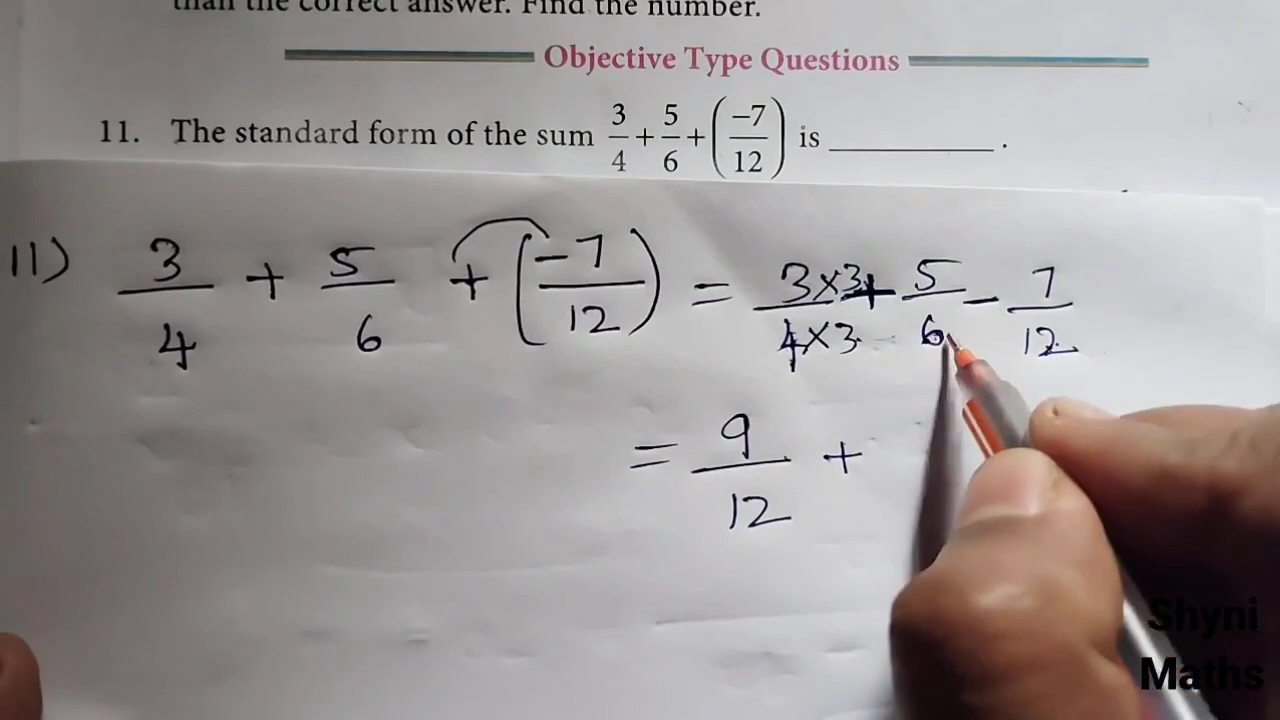 than the correct answer. Find the number.
Objective Type Questions
11. The standard form of the sum 3/4 + 5/6 + (-7/12) is ________ .
11) 3/4 + 5/6 + (-7/12) = 3×3/4×3 + 5/6 - 7/12
= 9/12 +
Shyni
Maths